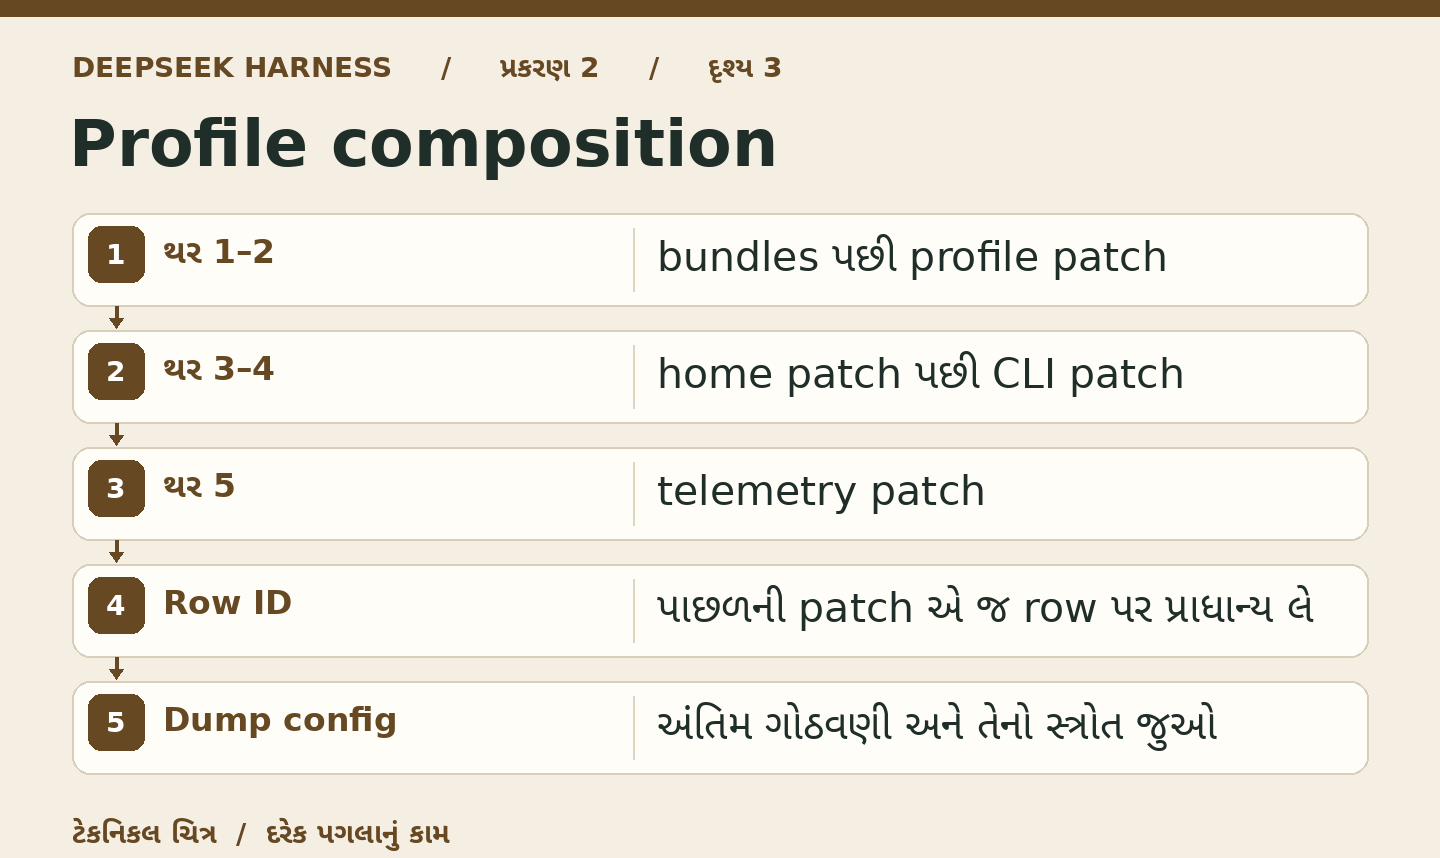 DEEPSEEK HARNESS / પ્રકરણ 2 / દૃશ્ય 3
Profile composition
1 થર 1–2 bundles પછી profile patch
2 થર 3–4 home patch પછી CLI patch
3 થર 5 telemetry patch
4 Row ID પાછળની patch એ જ row પર પ્રાધાન્ય લે
5 Dump config અંતિમ ગોઠવણી અને તેનો સ્ત્રોત જુઓ
ટેકનિકલ ચિત્ર / દરેક પગલાનું કામ